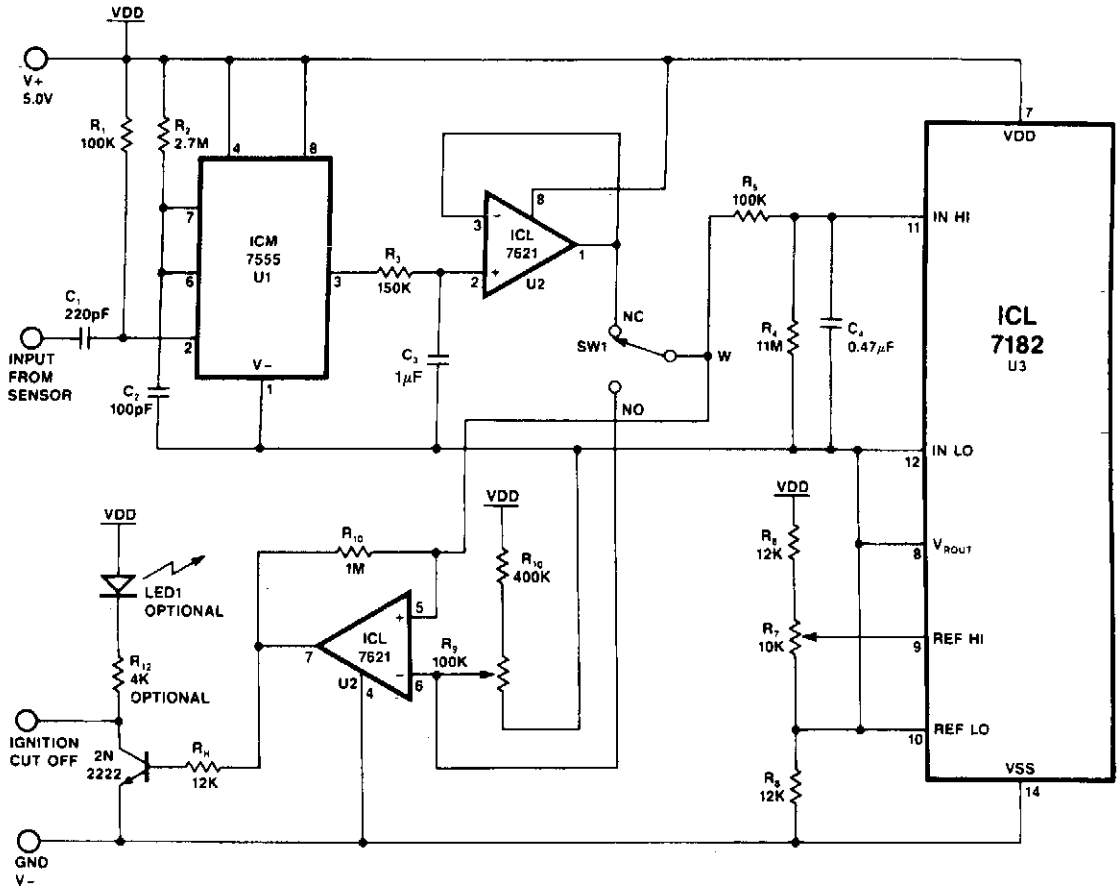 VDD
V+
5.0V
R1
100K
R2
2.7M
4
8
7
6
2
3
1
ICM
7555
U1
V-
C1
220pF
INPUT
FROM
SENSOR
C2
100pF
R3
150K
C3
1µF
3
-
2
+
8
1
ICL
7621
U2
NC
SW1
W
NO
R5
100K
R4
11M
C4
0.47µF
7
VDD
IN HI
11
ICL
7182
U3
IN LO
12
VROUT
8
REF HI
9
REF LO
10
VSS
14
VDD
R6
12K
R7
10K
R8
12K
VDD
LED1
OPTIONAL
R12
4K
OPTIONAL
IGNITION
CUT OFF
2N
2222
RH
12K
R10
1M
5
+
ICL
7621
U2
7
-
6
4
R9
100K
VDD
R10
400K
GND
V-